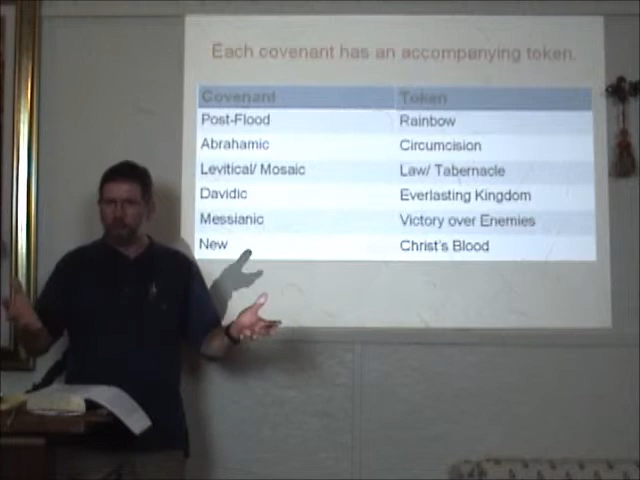 Each covenant has an accompanying token.
Covenant Token
Post-Flood Rainbow
Abrahamic Circumcision
Levitical/ Mosaic Law/ Tabernacle
Davidic Everlasting Kingdom
Messianic Victory over Enemies
New Christ's Blood